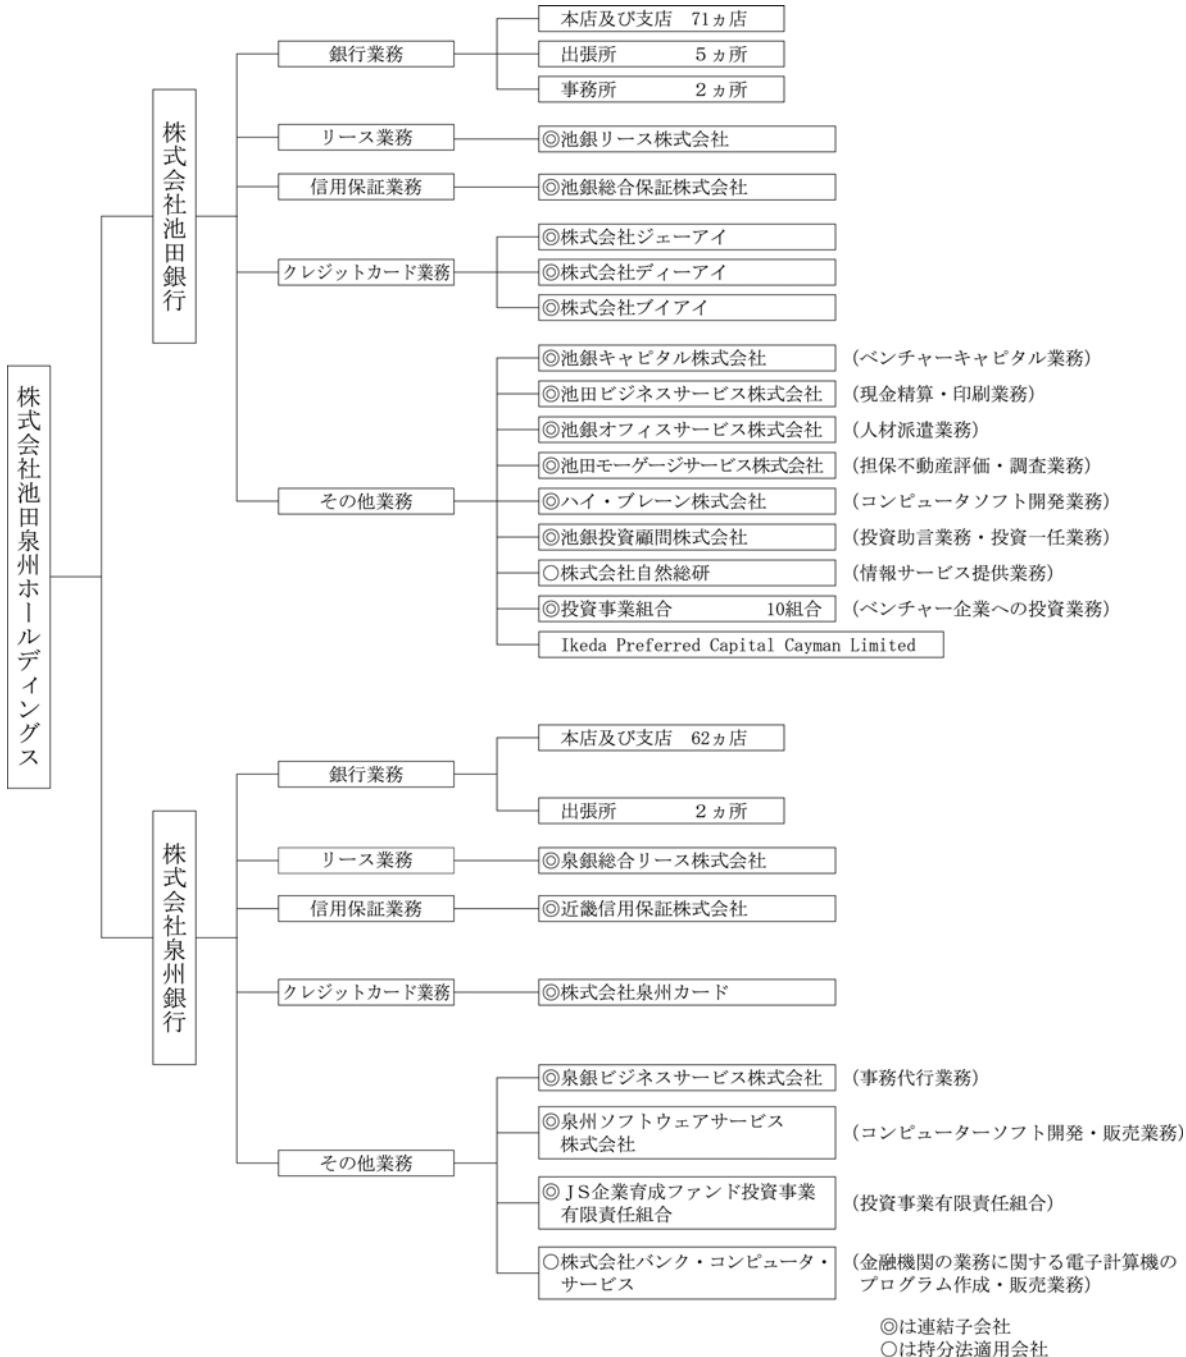 株式会社池田泉州ホールディングス
株式会社池田銀行
銀行業務
本店及び支店　71ヵ店
出張所　５ヵ所
事務所　２ヵ所
リース業務
◎池銀リース株式会社
信用保証業務
◎池銀総合保証株式会社
クレジットカード業務
◎株式会社ジェーアイ
◎株式会社ディーアイ
◎株式会社ブイアイ
その他業務
◎池銀キャピタル株式会社　（ベンチャーキャピタル業務）
◎池田ビジネスサービス株式会社　（現金精算・印刷業務）
◎池銀オフィスサービス株式会社　（人材派遣業務）
◎池田モーゲージサービス株式会社　（担保不動産評価・調査業務）
◎ハイ・ブレーン株式会社　（コンピュータソフト開発業務）
◎池銀投資顧問株式会社　（投資助言業務・投資一任業務）
○株式会社自然総研　（情報サービス提供業務）
◎投資事業組合　10組合　（ベンチャー企業への投資業務）
Ikeda Preferred Capital Cayman Limited
株式会社泉州銀行
銀行業務
本店及び支店　62ヵ店
出張所　２ヵ所
リース業務
◎泉銀総合リース株式会社
信用保証業務
◎近畿信用保証株式会社
クレジットカード業務
◎株式会社泉州カード
その他業務
◎泉銀ビジネスサービス株式会社　（事務代行業務）
◎泉州ソフトウェアサービス
株式会社
（コンピューターソフト開発・販売業務）
◎ＪＳ企業育成ファンド投資事業
有限責任組合
（投資事業有限責任組合）
○株式会社バンク・コンピュータ・
サービス
（金融機関の業務に関する電子計算機の
プログラム作成・販売業務）
◎は連結子会社
○は持分法適用会社